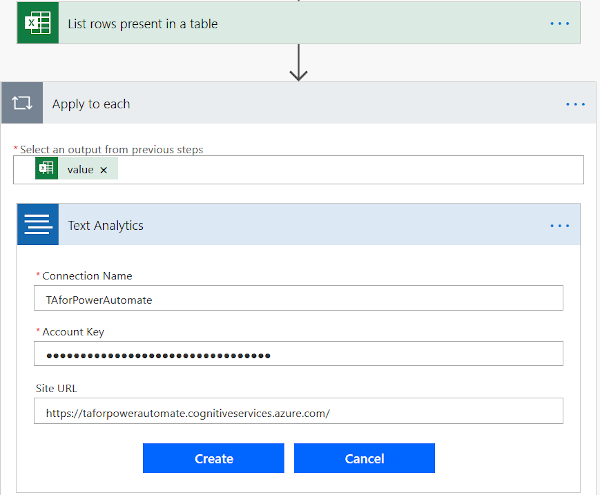 List rows present in a table
Apply to each
* Select an output from previous steps
value ×
Text Analytics
* Connection Name
TAforPowerAutomate
* Account Key
●●●●●●●●●●●●●●●●●●●●●●●●●●●●●●●●
Site URL
https://taforpowerautomate.cognitiveservices.azure.com/
Create Cancel